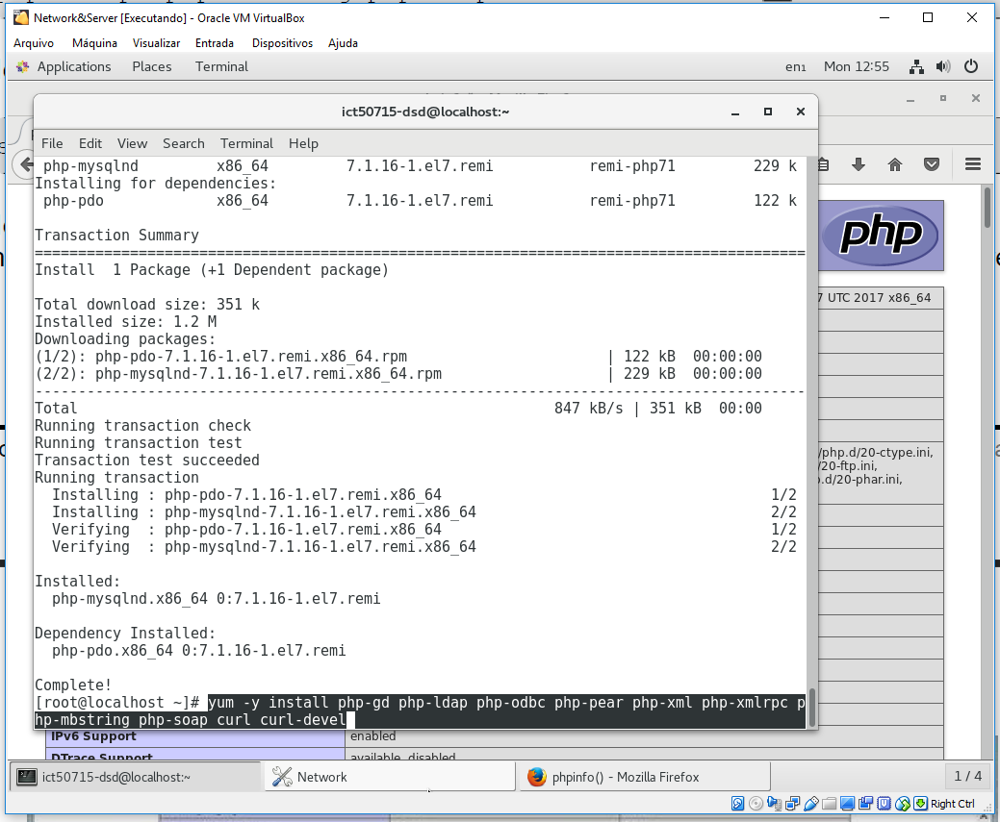 Network&Server [Executando] - Oracle VM VirtualBox
Arquivo Máquina Visualizar Entrada Dispositivos Ajuda
Applications Places Terminal en1 Mon 12:55
ict50715-dsd@localhost:~
File Edit View Search Terminal Help
php-mysqlnd x86_64 7.1.16-1.el7.remi remi-php71 229 k
Installing for dependencies:
php-pdo x86_64 7.1.16-1.el7.remi remi-php71 122 k
php
Transaction Summary
================================================================================
Install 1 Package (+1 Dependent package)
7 UTC 2017 x86_64
Total download size: 351 k
Installed size: 1.2 M
Downloading packages:
(1/2): php-pdo-7.1.16-1.el7.remi.x86_64.rpm | 122 kB 00:00:00
(2/2): php-mysqlnd-7.1.16-1.el7.remi.x86_64.rpm | 229 kB 00:00:00
--------------------------------------------------------------------------------
Total 847 kB/s | 351 kB 00:00
Running transaction check
Running transaction test
Transaction test succeeded
Running transaction
/php.d/20-ctype.ini,
/20-ftp.ini,
.d/20-phar.ini,
Installing : php-pdo-7.1.16-1.el7.remi.x86_64 1/2
Installing : php-mysqlnd-7.1.16-1.el7.remi.x86_64 2/2
Verifying : php-pdo-7.1.16-1.el7.remi.x86_64 1/2
Verifying : php-mysqlnd-7.1.16-1.el7.remi.x86_64 2/2
Installed:
php-mysqlnd.x86_64 0:7.1.16-1.el7.remi
Dependency Installed:
php-pdo.x86_64 0:7.1.16-1.el7.remi
Complete!
[root@localhost ~]# yum -y install php-gd php-ldap php-odbc php-pear php-xml php-xmlrpc p
hp-mbstring php-soap curl curl-devel
IPv6 Support enabled
DTrace Support available, disabled
ict50715-dsd@localhost:~ Network phpinfo() - Mozilla Firefox 1 / 4
Right Ctrl